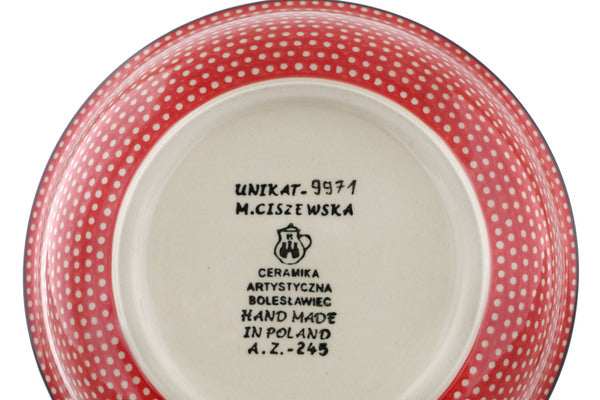 UNIKAT-9971
M.CISZEWSKA
CERAMIKA
ARTYSTYCZNA
BOLESŁAWIEC
HAND MADE
IN POLAND
A.Z.-245